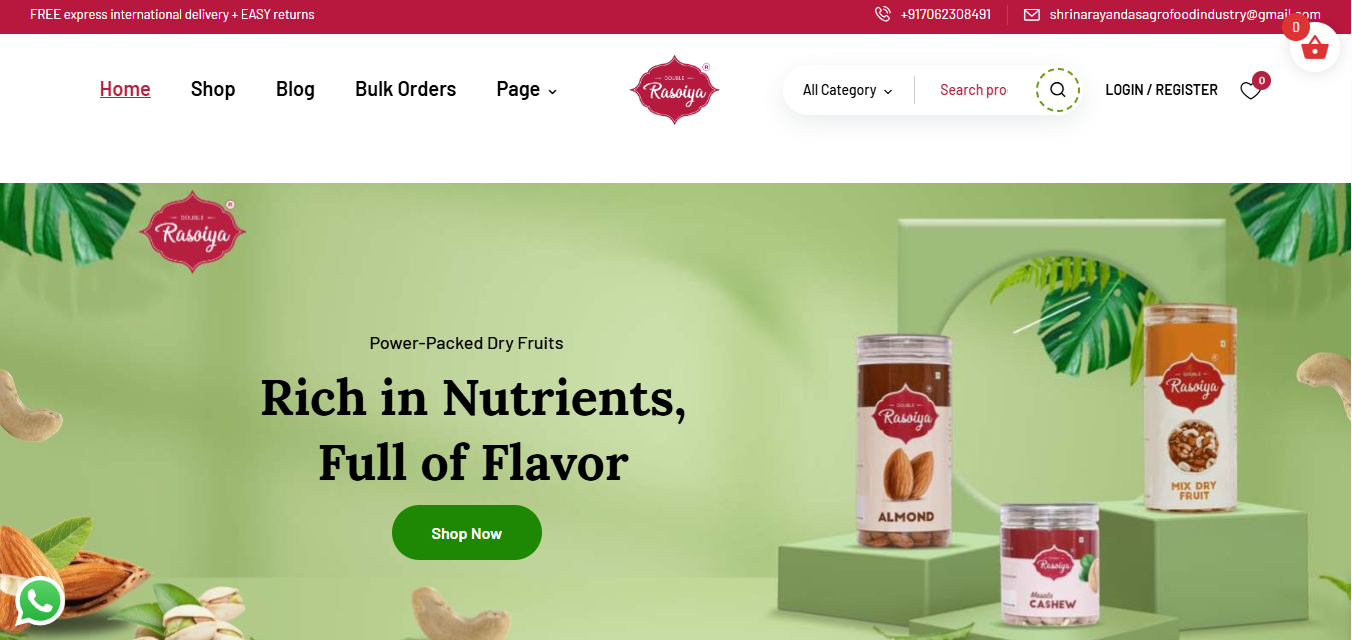 FREE express international delivery + EASY returns
+917062308491
shrinarayandasagrofoodindustry@gmail.com
0
Home
Shop
Blog
Bulk Orders
Page
DOUBLE
Rasoiya
®
All Category
Search pro
LOGIN / REGISTER
0
DOUBLE
Rasoiya
®
Power-Packed Dry Fruits
Rich in Nutrients,
Full of Flavor
Shop Now
DOUBLE
Rasoiya
ALMOND
DOUBLE
Rasoiya
MIX DRY
FRUIT
Rasoiya
Masala
CASHEW